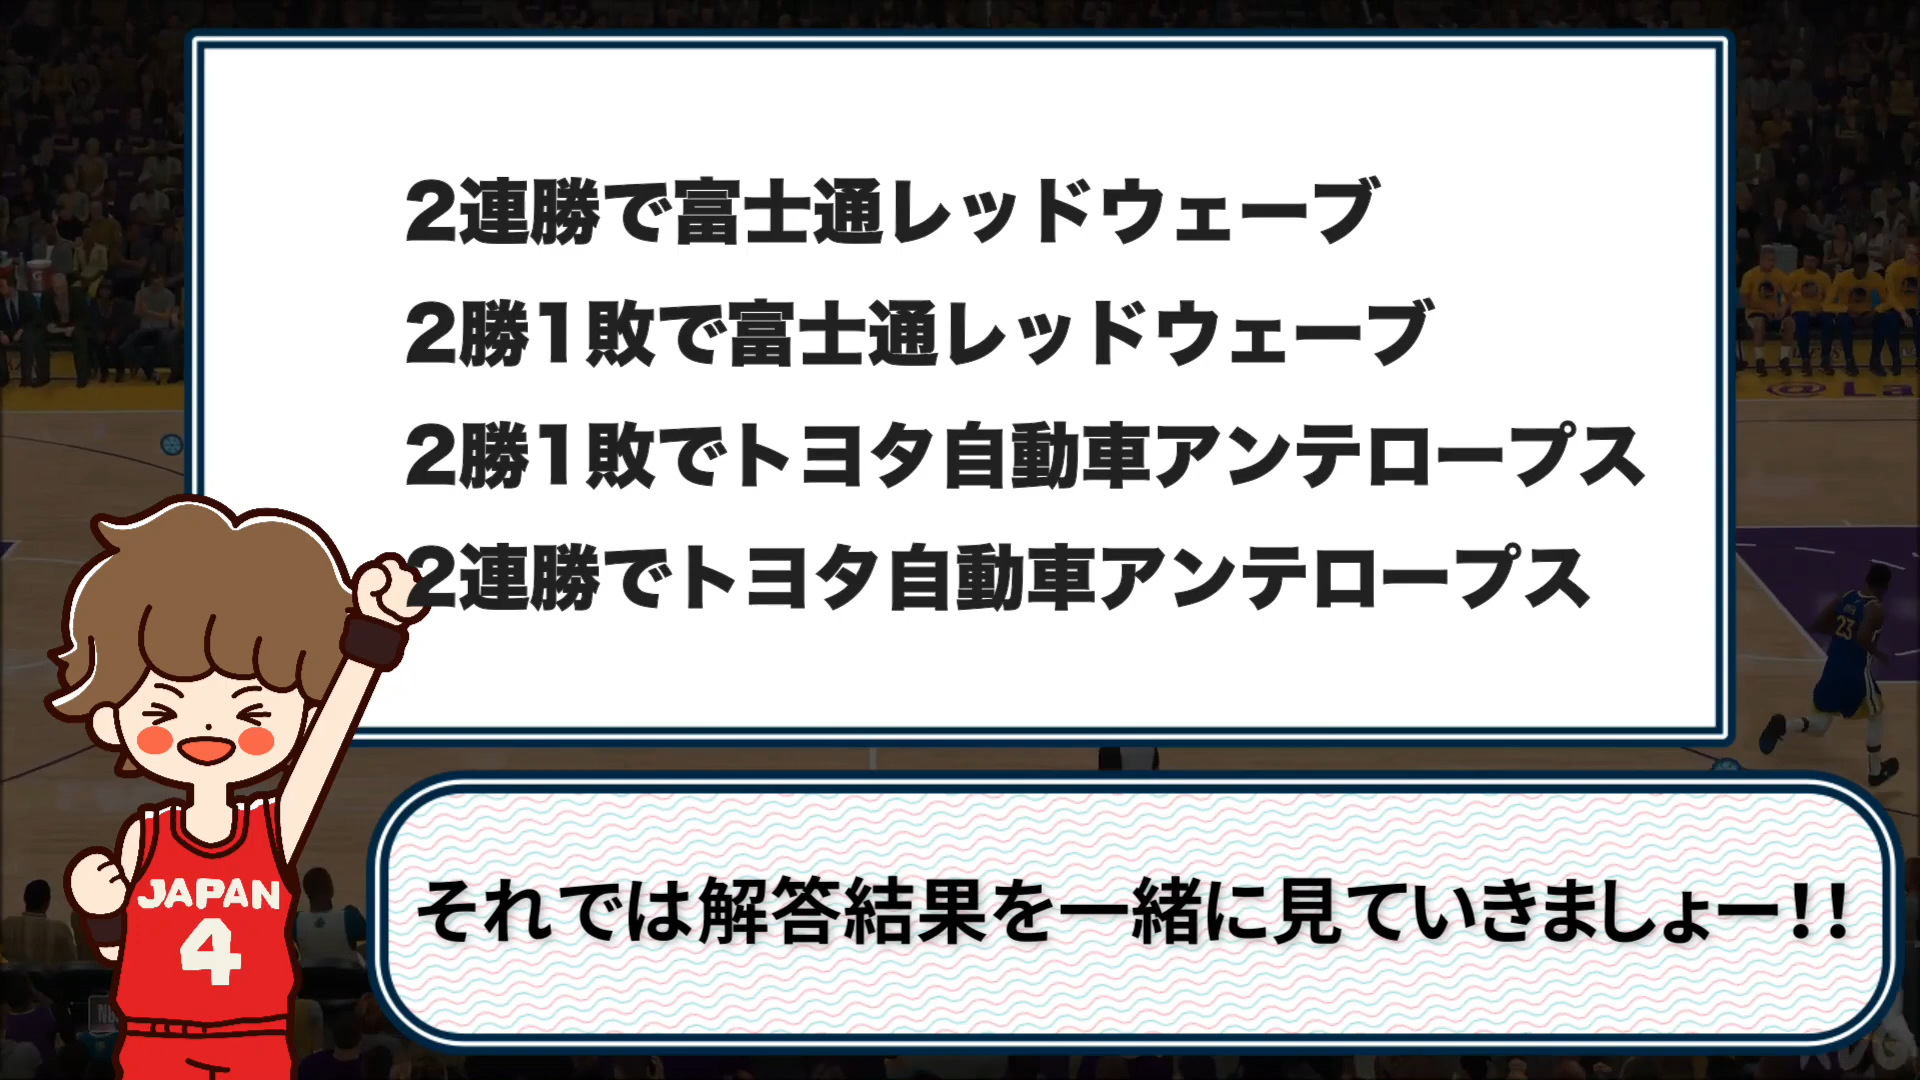 2連勝で富士通レッドウェーブ
2勝1敗で富士通レッドウェーブ
2勝1敗でトヨタ自動車アンテロープス
2連勝でトヨタ自動車アンテロープス
23
JAPAN
4
それでは解答結果を一緒に見ていきましょー！！